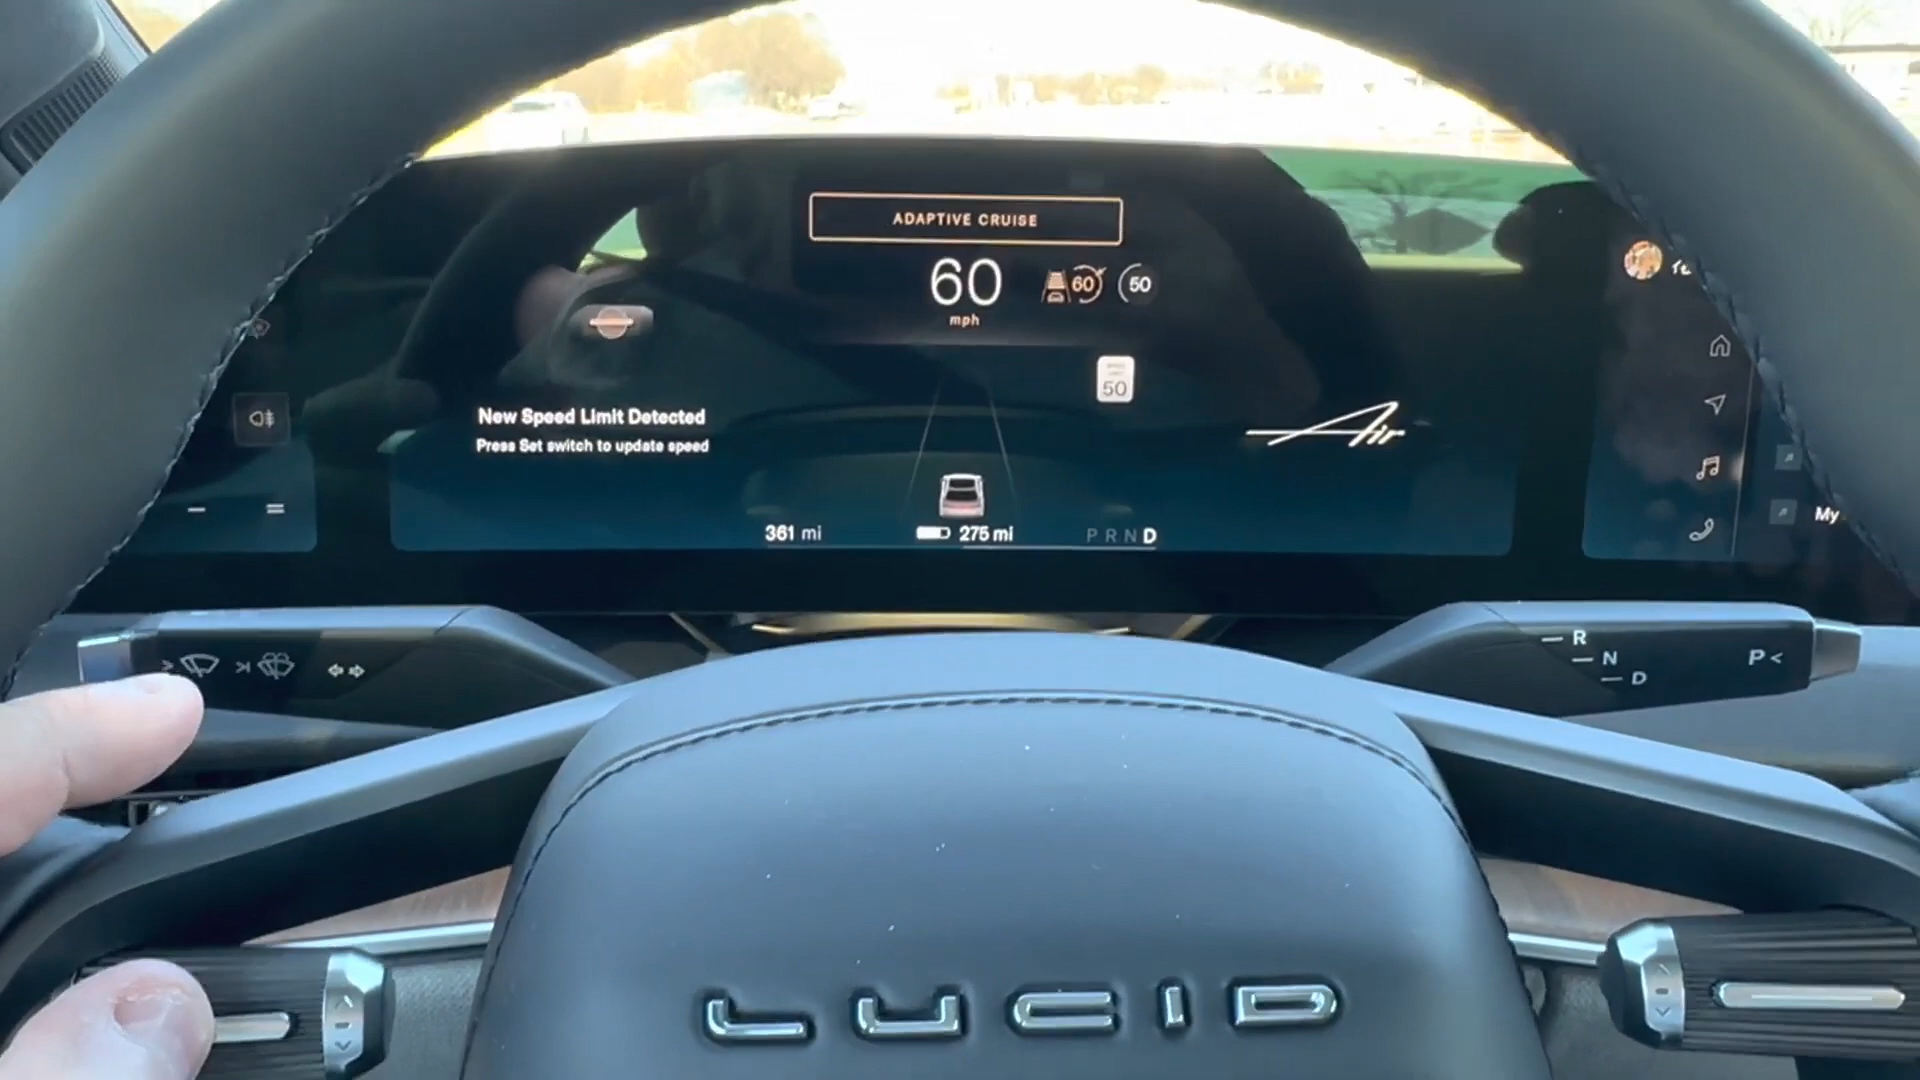 ADAPTIVE CRUISE
60
mph
60
50
50
New Speed Limit Detected
Press Set switch to update speed
Air
361 mi
275 mi
P R N D
My
R
N
D
P <
LUCID